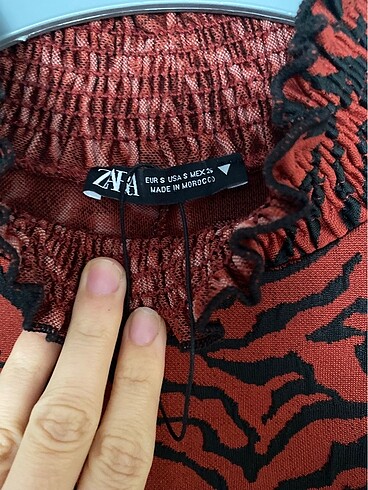 ZARA
EUR S USA S MEX 26
MADE IN MOROCCO